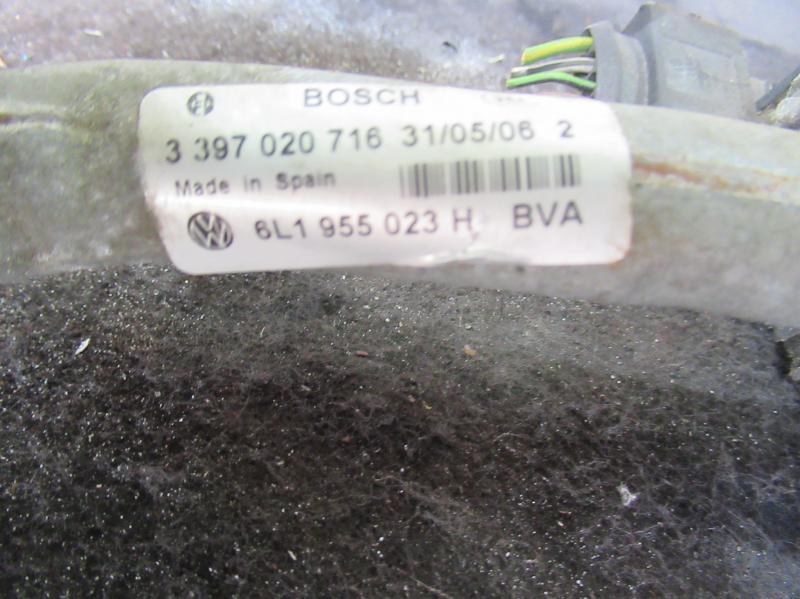 BOSCH
3 397 020 716 31/05/06 2
Made in Spain
6L1 955 023 H BVA